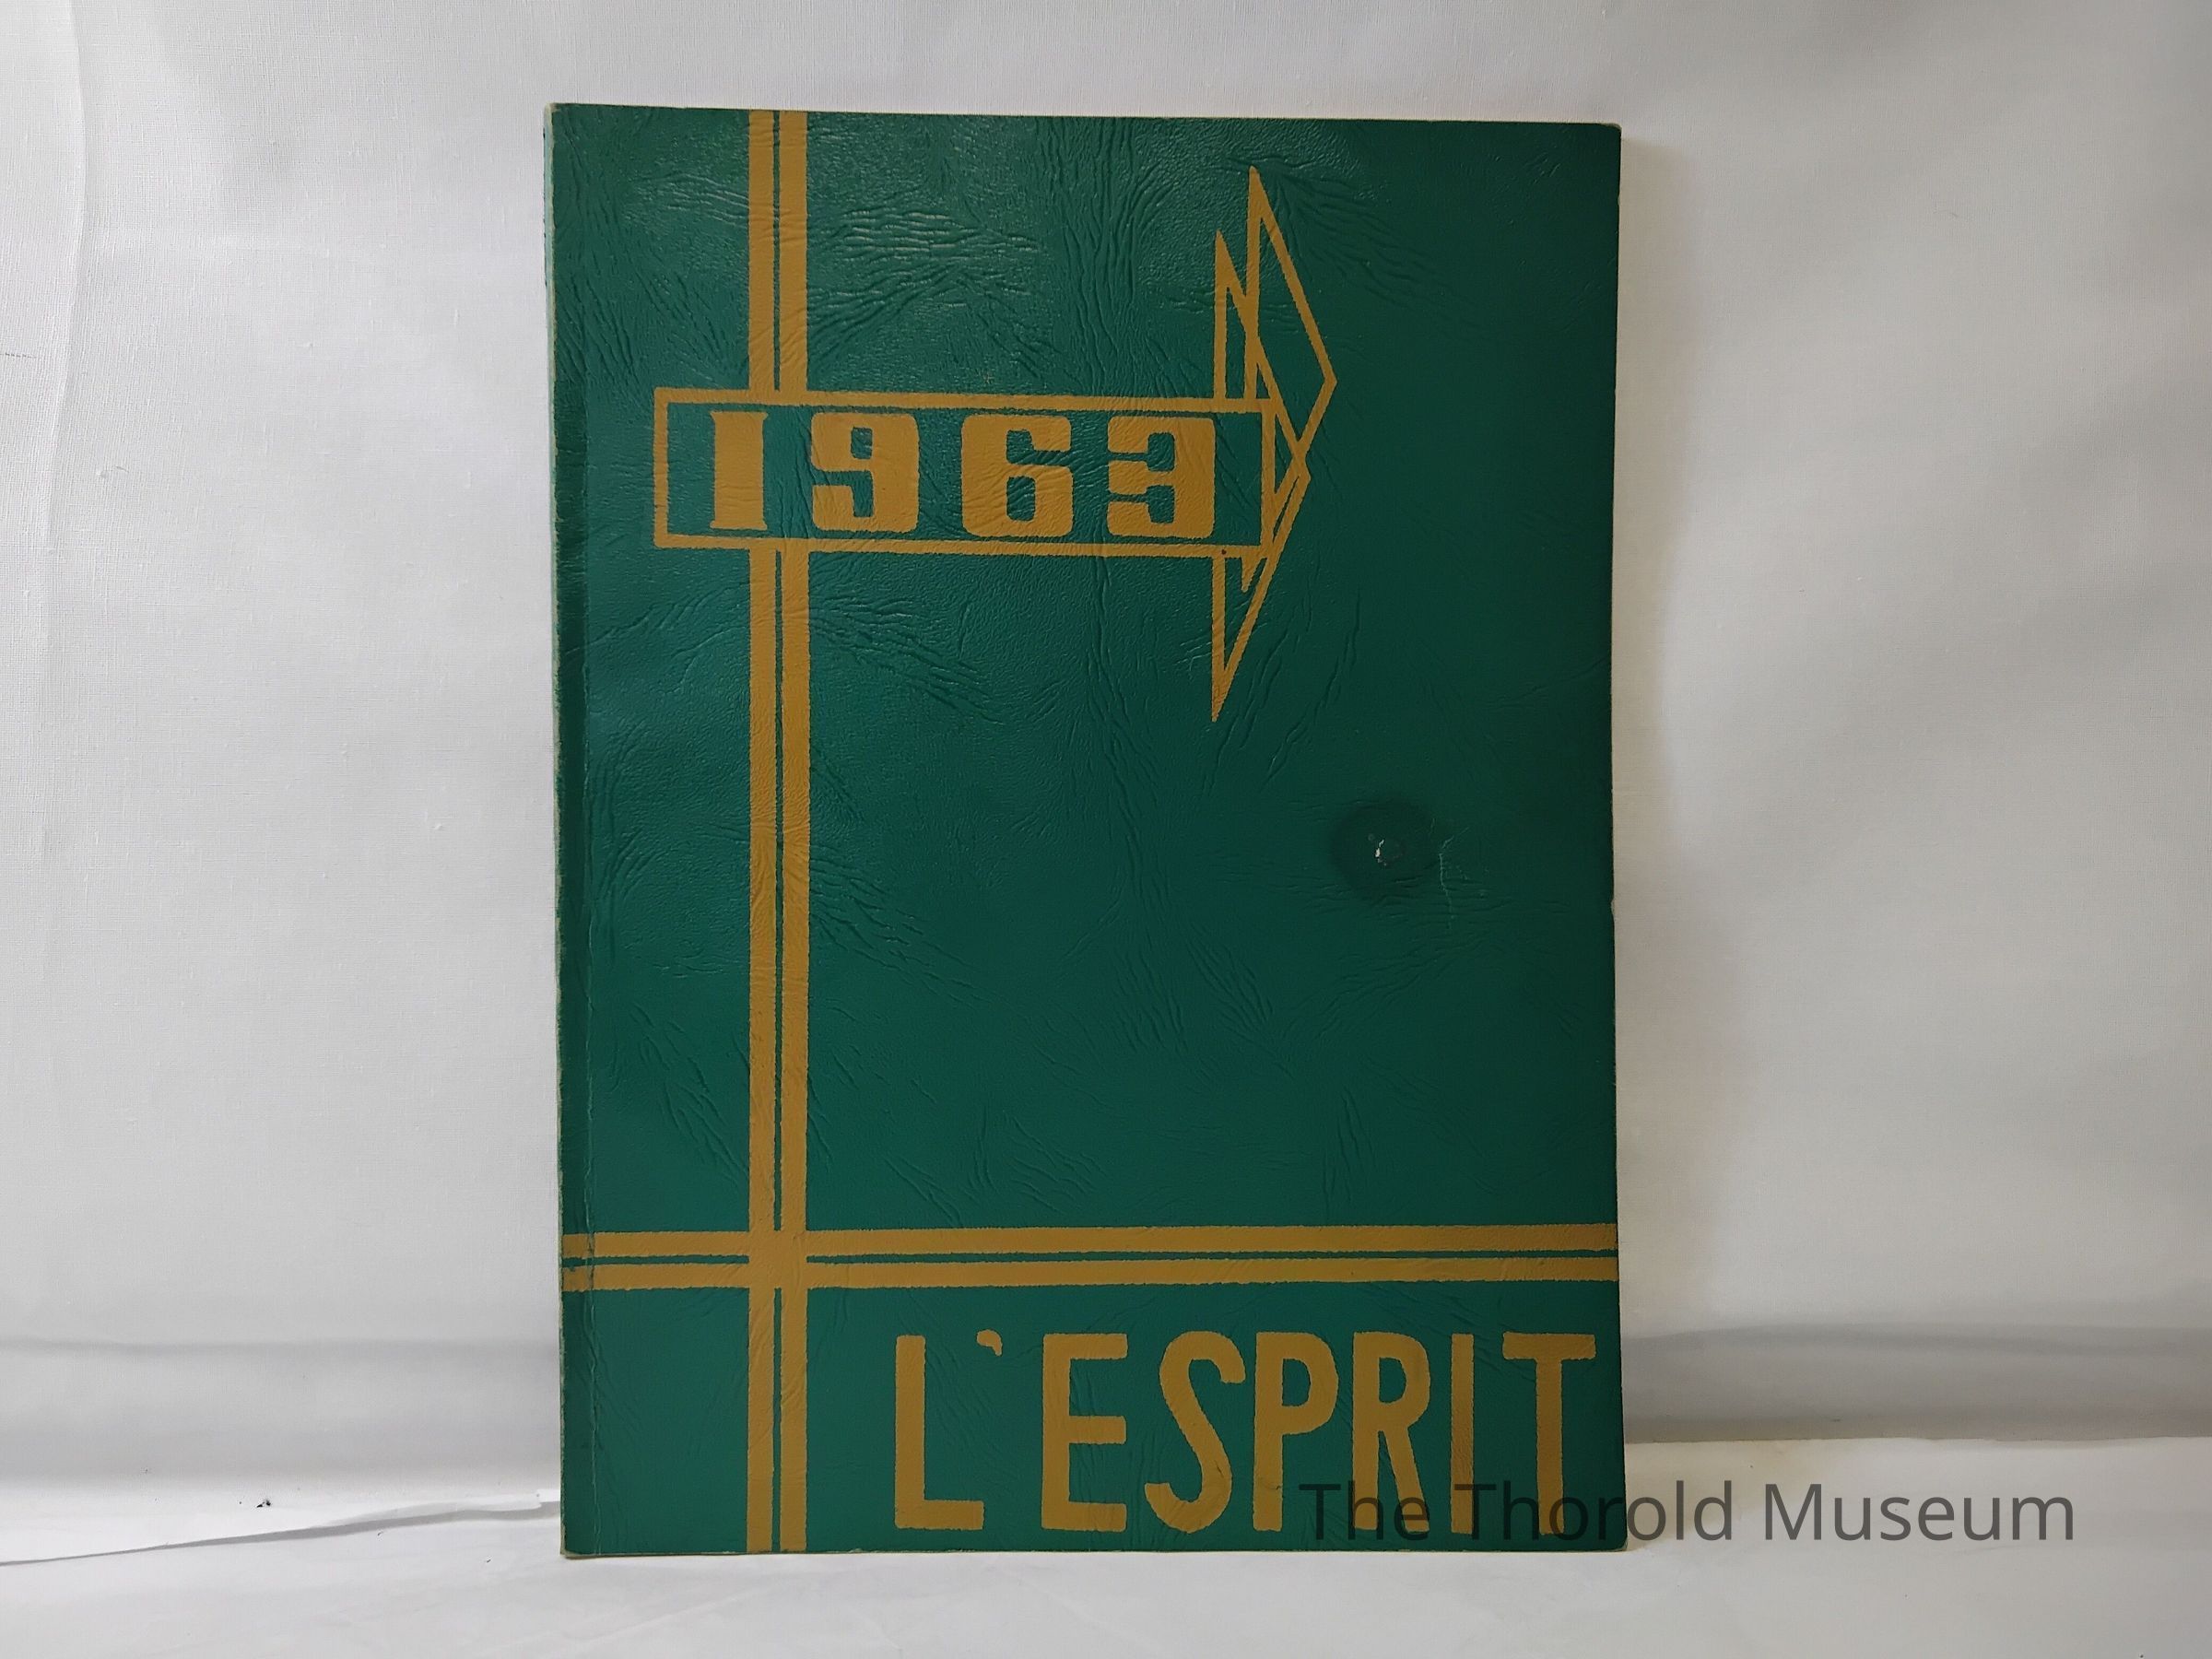 1963
L'ESPRIT
The Thorold Museum